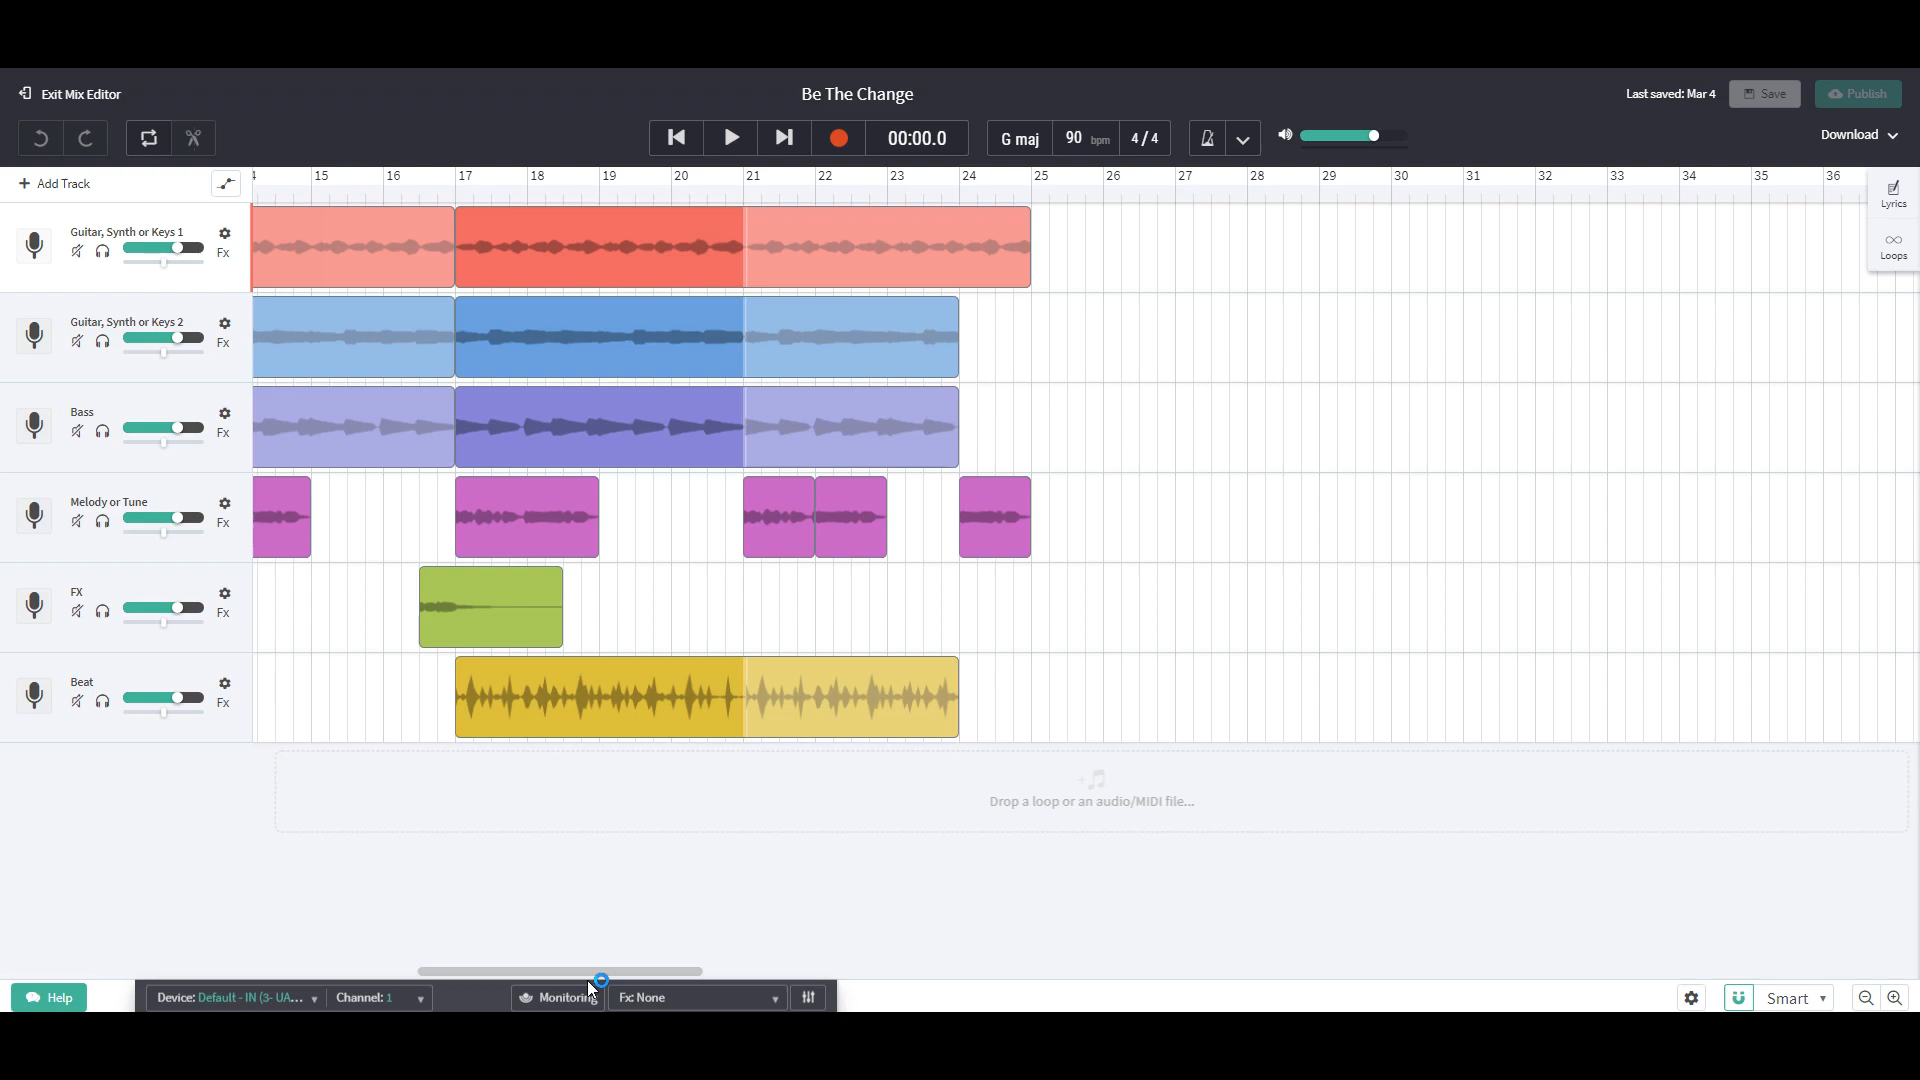 Exit Mix Editor
Be The Change
Last saved: Mar 4
Save
Publish
00:00.0
G maj
90 bpm
4 / 4
Download
Add Track
15 16 17 18 19 20 21 22 23 24 25 26 27 28 29 30 31 32 33 34 35 36
Lyrics
Loops
Guitar, Synth or Keys 1
Fx
Guitar, Synth or Keys 2
Fx
Bass
Fx
Melody or Tune
Fx
FX
Fx
Beat
Fx
Drop a loop or an audio/MIDI file...
Help
Device: Default - IN (3- UA...
Channel: 1
Monitoring
Fx: None
Smart